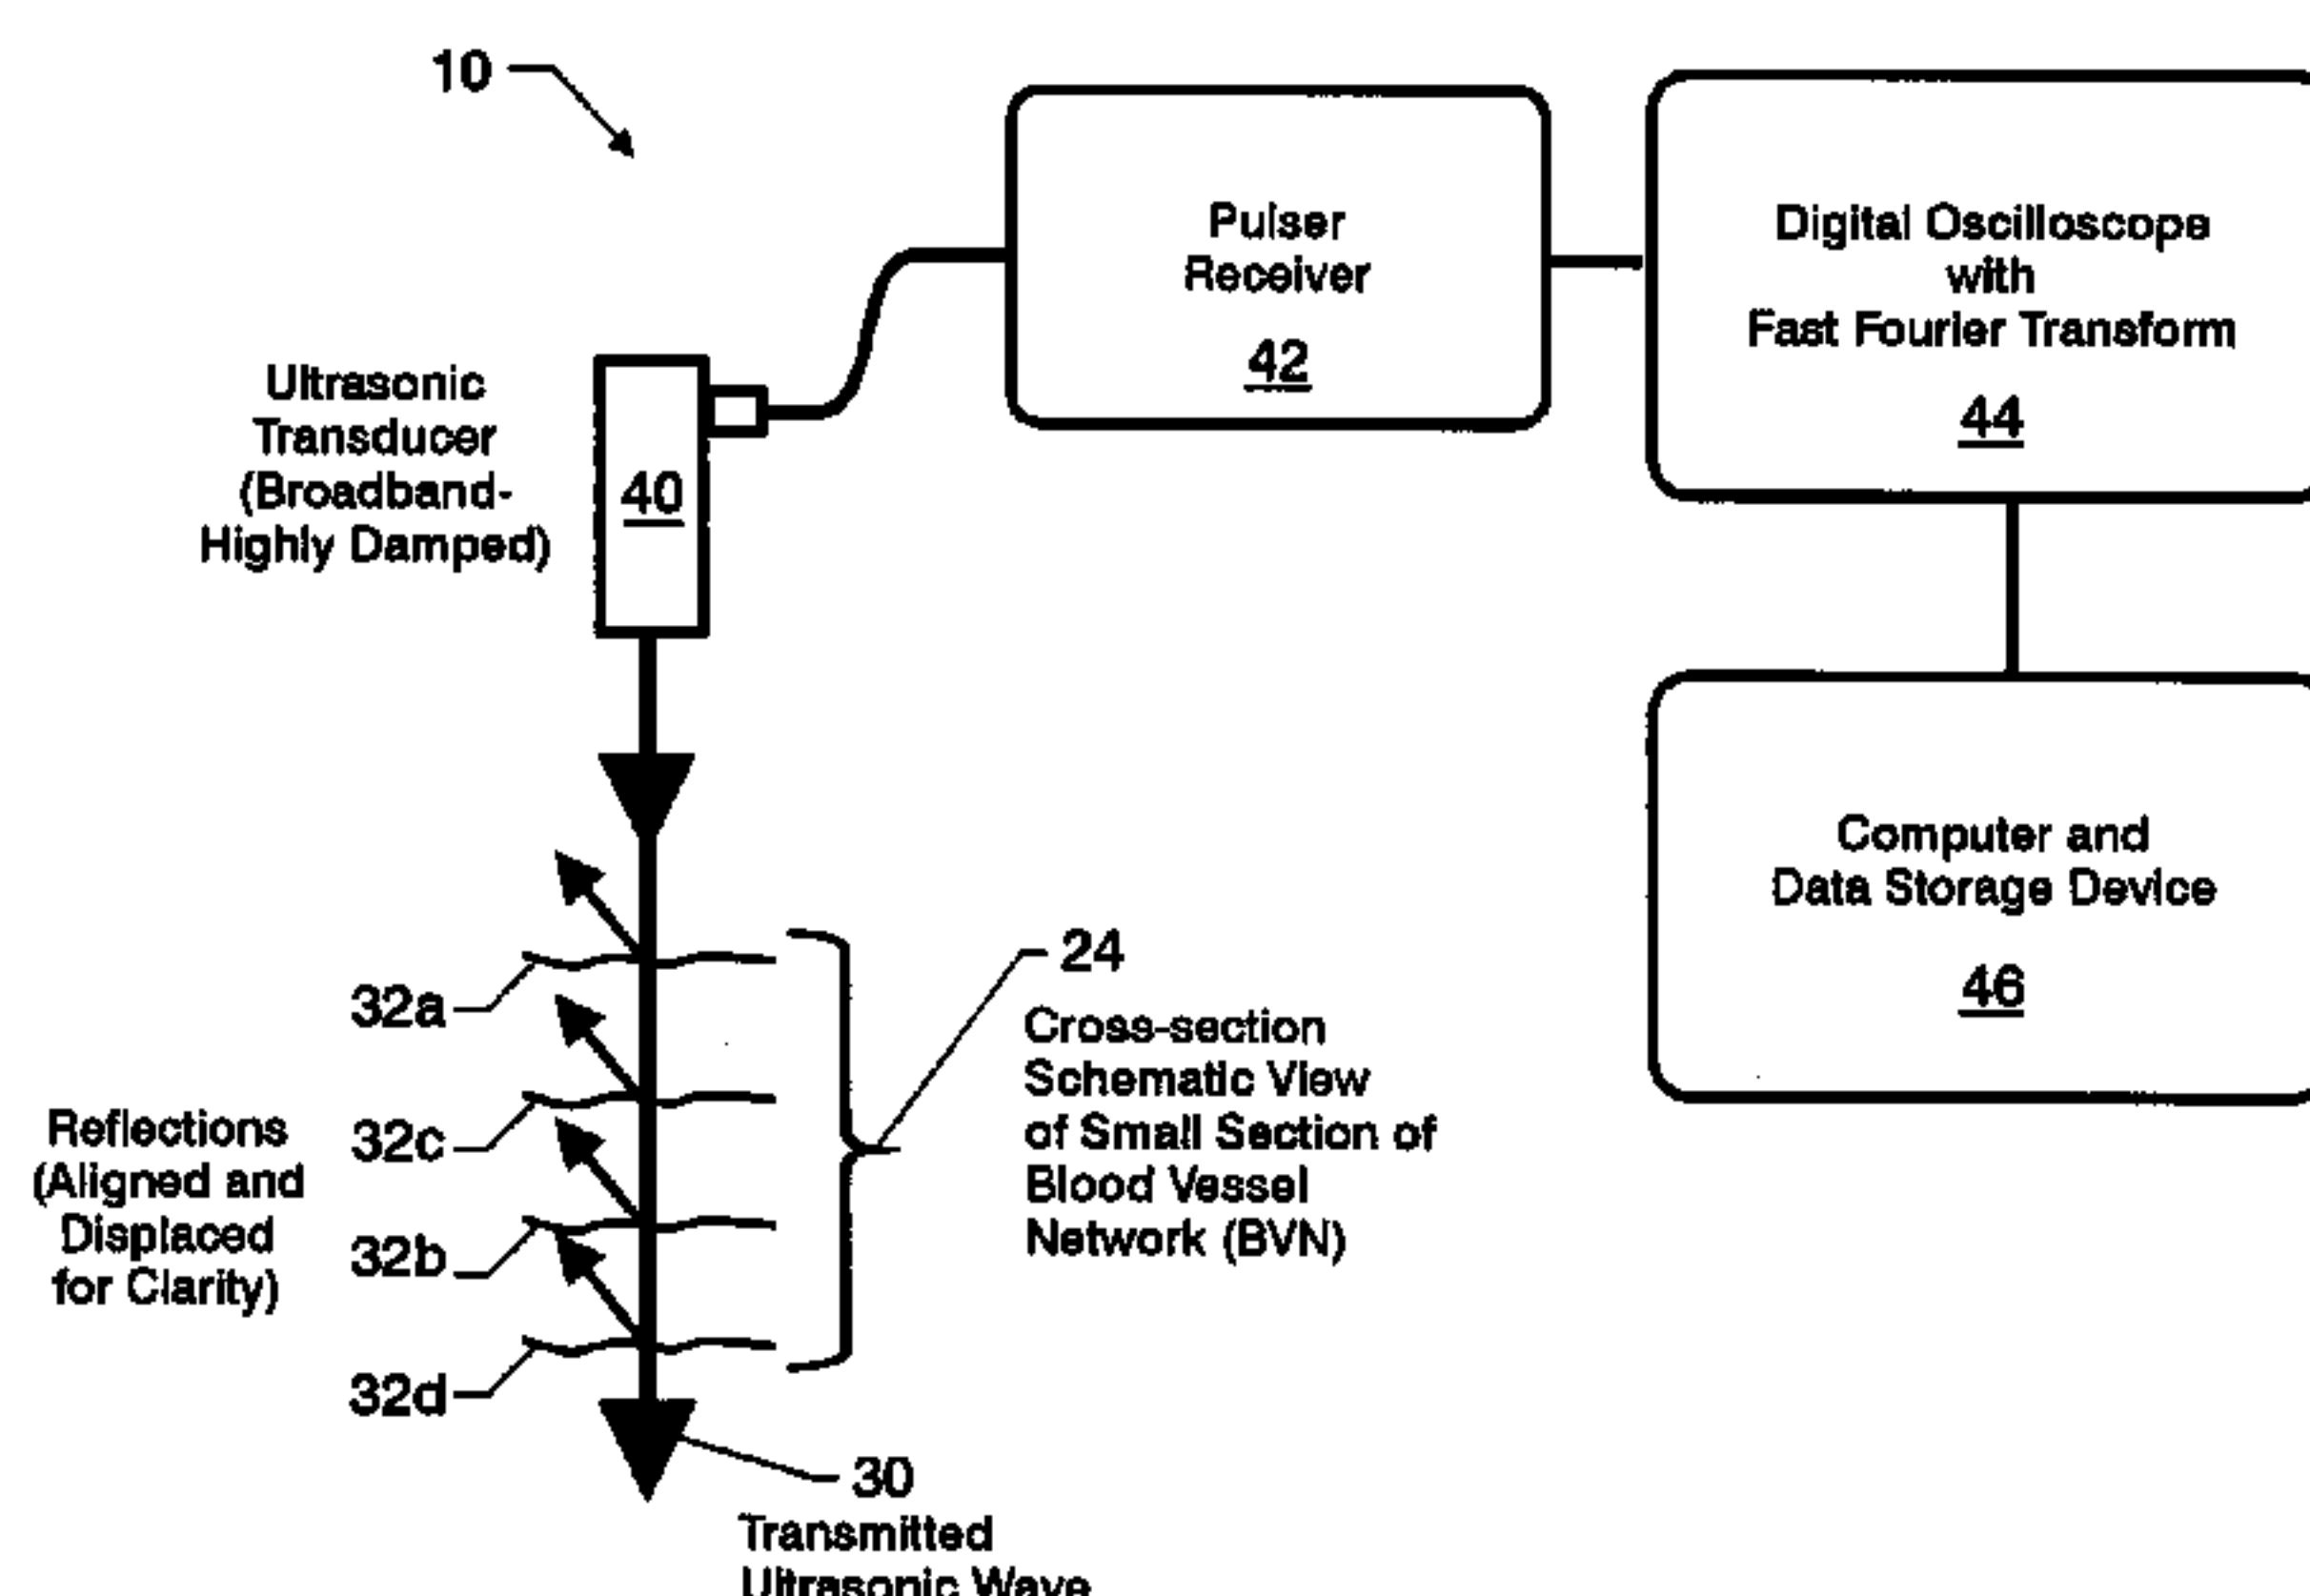 10
Pulser
Receiver
42
Digital Oscilloscope
with
Fast Fourier Transform
44
Ultrasonic
Transducer
(Broadband-
Highly Damped)
40
Computer and
Data Storage Device
46
32a
32c
32b
32d
Reflections
(Aligned and
Displaced
for Clarity)
24
Cross-section
Schematic View
of Small Section of
Blood Vessel
Network (BVN)
30
Transmitted
Ultrasonic Wave